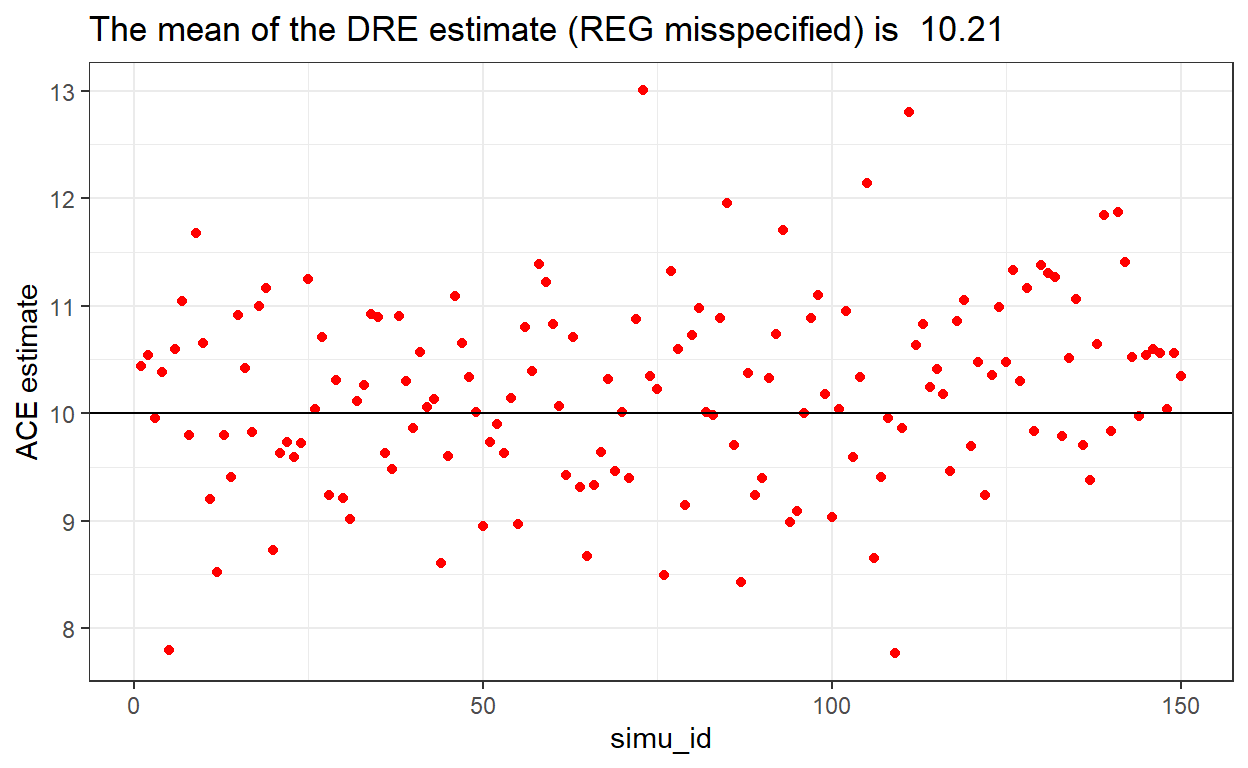 The mean of the DRE estimate (REG misspecified) is  10.21
13
12
11
10
9
8
ACE estimate
0 50 100 150
simu_id